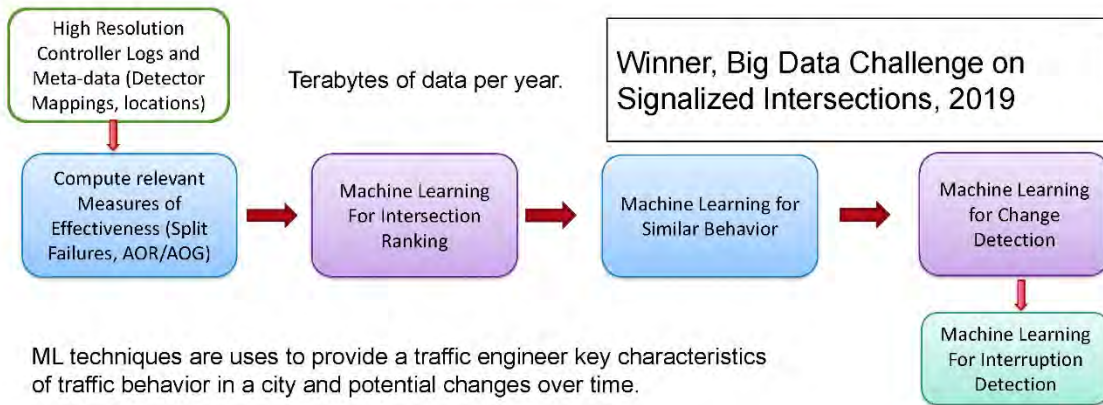 High Resolution
Controller Logs and
Meta-data (Detector
Mappings, locations)
Terabytes of data per year.
Winner, Big Data Challenge on
Signalized Intersections, 2019
Compute relevant
Measures of
Effectiveness (Split
Failures, AOR/AOG)
Machine Learning
For Intersection
Ranking
Machine Learning for
Similar Behavior
Machine Learning
for Change
Detection
Machine Learning
For Interruption
Detection
ML techniques are uses to provide a traffic engineer key characteristics
of traffic behavior in a city and potential changes over time.